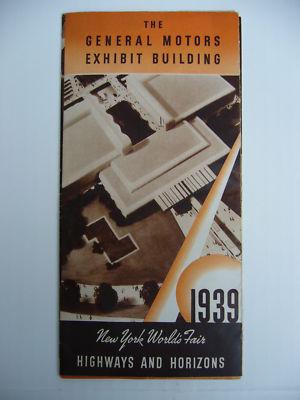 THE
GENERAL MOTORS
EXHIBIT BUILDING
1939
New York World's Fair
HIGHWAYS AND HORIZONS